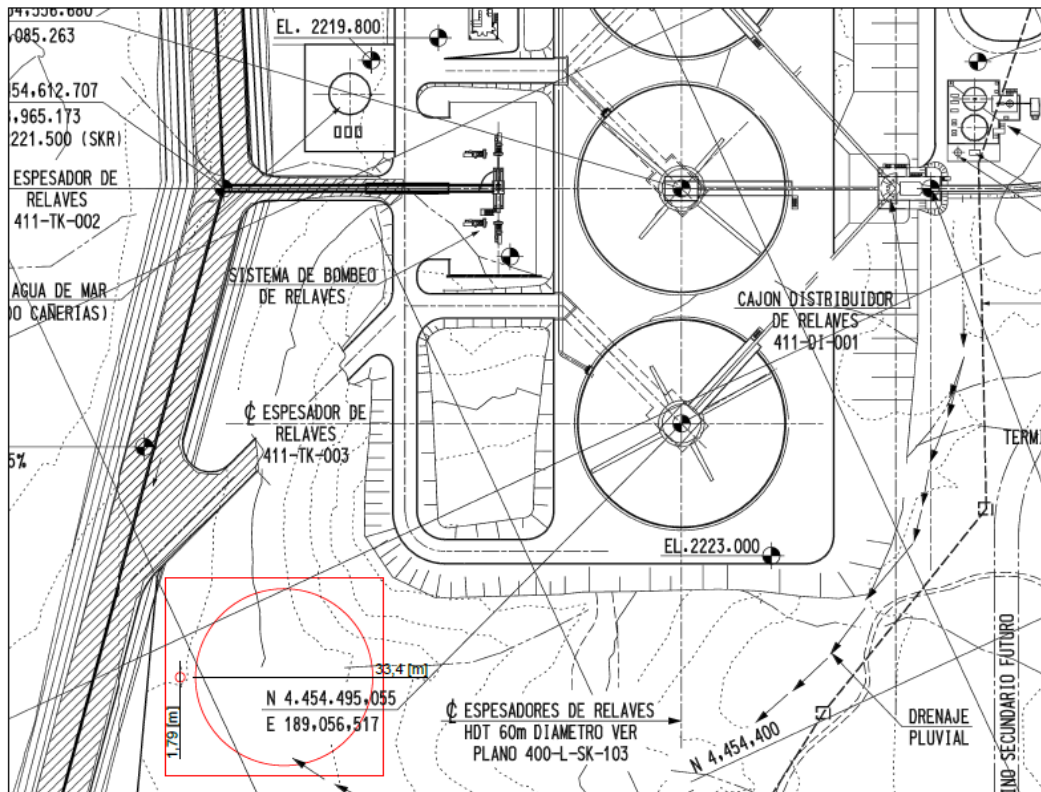 EL. 2219.800
085.263
54.612.707
.965.173
221.500 (SKR)
ESPESADOR DE
RELAVES
411-TK-002
AGUA DE MAR
DO CAÑERIAS)
SISTEMA DE BOMBEO
DE RELAVES
CAJON DISTRIBUIDOR
DE RELAVES
411-DI-001
₵ ESPESADOR DE
RELAVES
411-TK-003
5%
TERMI
EL.2223.000
33,4 [m]
N 4.454.495,055
E 189,056,517
1,79 [m]
₵ ESPESADORES DE RELAVES
HDT 60m DIAMETRO VER
PLANO 400-L-SK-103
N 4,454,400
DRENAJE
PLUVIAL
INO SECUNDARIO FUTURO